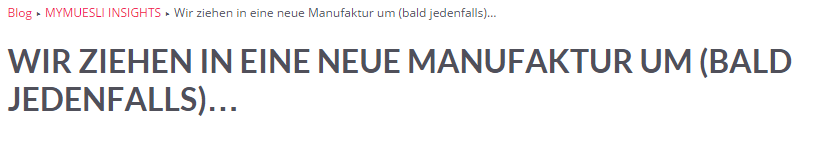 Blog ▸ MYMUESLI INSIGHTS ▸ Wir ziehen in eine neue Manufaktur um (bald jedenfalls)...
WIR ZIEHEN IN EINE NEUE MANUFAKTUR UM (BALD
JEDENFALLS)...